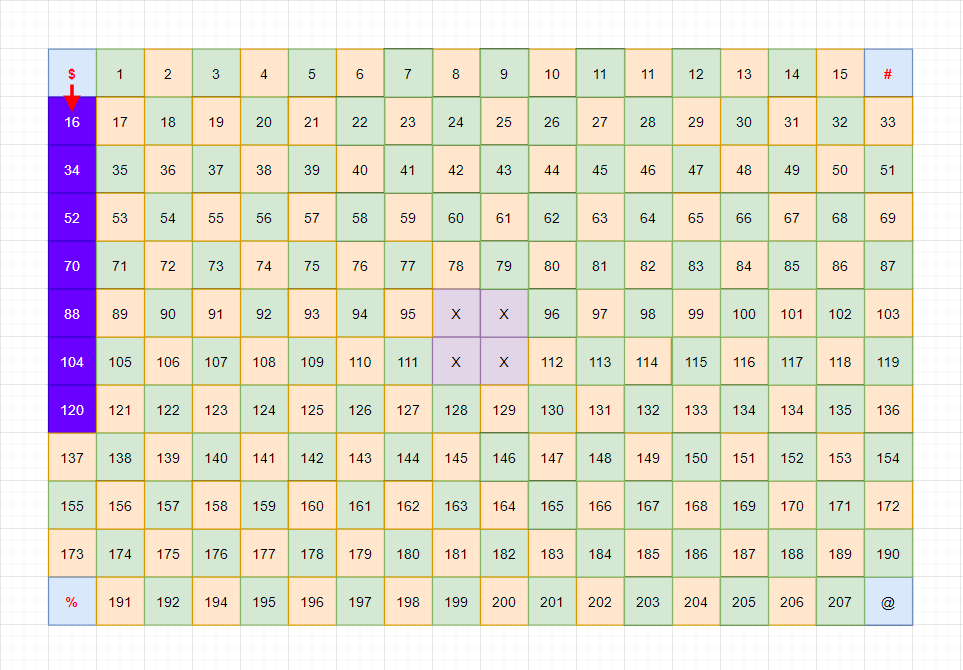 $ 1 2 3 4 5 6 7 8 9 10 11 11 12 13 14 15 #
16 17 18 19 20 21 22 23 24 25 26 27 28 29 30 31 32 33
34 35 36 37 38 39 40 41 42 43 44 45 46 47 48 49 50 51
52 53 54 55 56 57 58 59 60 61 62 63 64 65 66 67 68 69
70 71 72 73 74 75 76 77 78 79 80 81 82 83 84 85 86 87
88 89 90 91 92 93 94 95 X X 96 97 98 99 100 101 102 103
104 105 106 107 108 109 110 111 X X 112 113 114 115 116 117 118 119
120 121 122 123 124 125 126 127 128 129 130 131 132 133 134 134 135 136
137 138 139 140 141 142 143 144 145 146 147 148 149 150 151 152 153 154
155 156 157 158 159 160 161 162 163 164 165 166 167 168 169 170 171 172
173 174 175 176 177 178 179 180 181 182 183 184 185 186 187 188 189 190
% 191 192 194 195 196 197 198 199 200 201 202 203 204 205 206 207 @